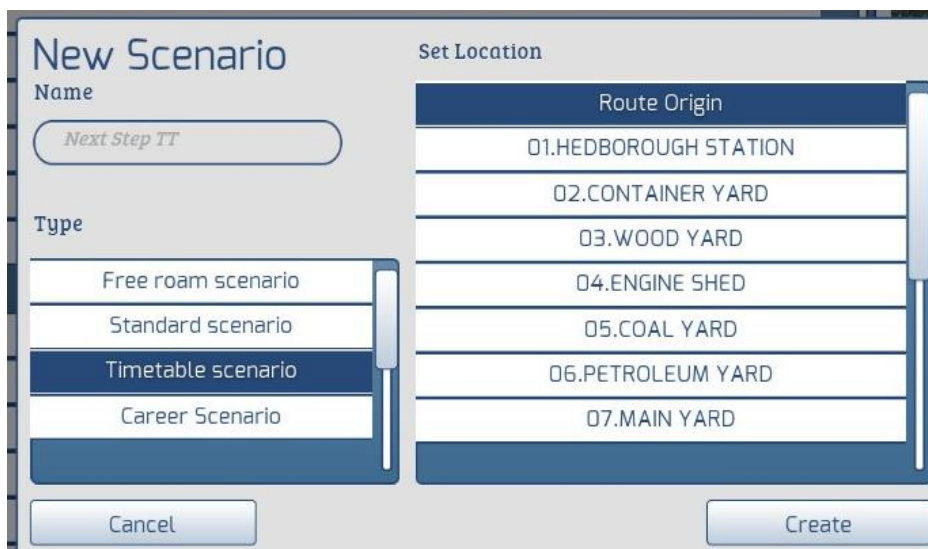 New Scenario
Name
Next Step TT
Type
Free roam scenario
Standard scenario
Timetable scenario
Career Scenario
Cancel
Set Location
Route Origin
01.HEDBOROUGH STATION
02.CONTAINER YARD
03.WOOD YARD
04.ENGINE SHED
05.COAL YARD
06.PETROLEUM YARD
07.MAIN YARD
Create